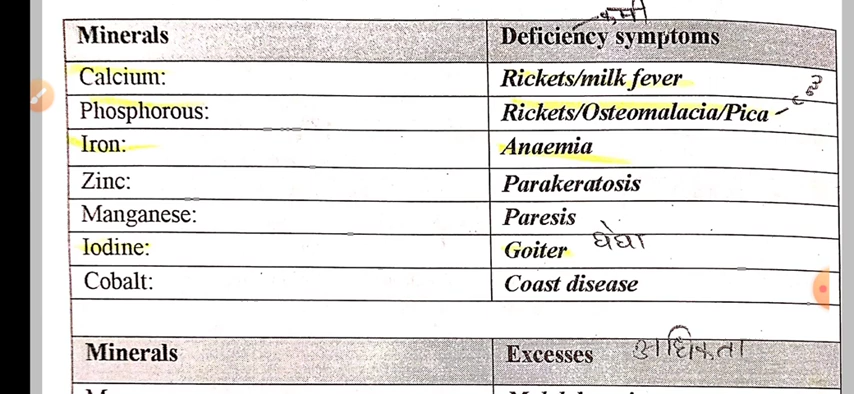 कमी
Minerals Deficiency symptoms
Calcium: Rickets/milk fever
Phosphorous: Rickets/Osteomalacia/Pica -
Iron: Anaemia
Zinc: Parakeratosis
Manganese: Paresis
Iodine: Goiter घेघा
Cobalt: Coast disease
Minerals Excesses अधिकता